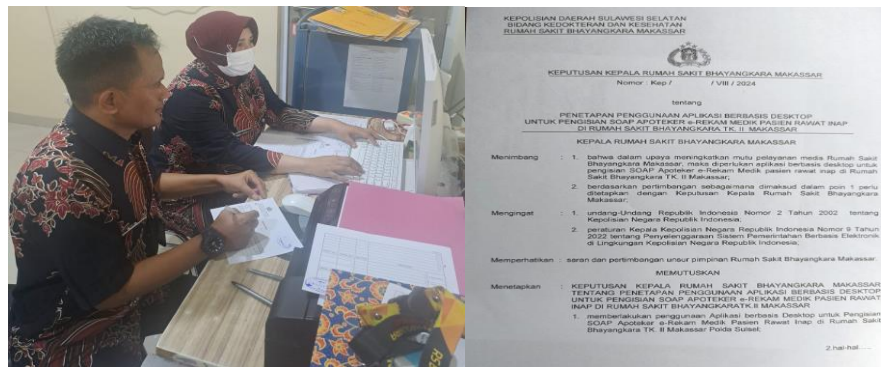 KEPOLISIAN DAERAH SULAWESI SELATAN
BIDANG KEDOKTERAN DAN KESEHATAN
RUMAH SAKIT BHAYANGKARA MAKASSAR
KEPUTUSAN KEPALA RUMAH SAKIT BHAYANGKARA MAKASSAR
Nomor : Kep / / VIII / 2024
tentang
PENETAPAN PENGGUNAAN APLIKASI BERBASIS DESKTOP
UNTUK PENGISIAN SOAP APOTEKER e-REKAM MEDIK PASIEN RAWAT INAP
DI RUMAH SAKIT BHAYANGKARA TK. II MAKASSAR
KEPALA RUMAH SAKIT BHAYANGKARA MAKASSAR
Menimbang : 1. bahwa dalam upaya meningkatkan mutu pelayanan medis Rumah Sakit
Bhayangkara Makassar, maka diperlukan aplikasi berbasis desktop untuk
pengisian SOAP Apoteker e-Rekam Medik pasien rawat inap di Rumah
Sakit Bhayangkara TK. II Makassar;
2. berdasarkan pertimbangan sebagaimana dimaksud dalam poin 1 perlu
ditetapkan dengan Keputusan Kepala Rumah Sakit Bhayangkara
Makassar;
Mengingat : 1. undang-Undang Republik Indonesia Nomor 2 Tahun 2002 tentang
Kepolisian Negara Republik Indonesia;
2. peraturan Kepala Kepolisian Negara Republik Indonesia Nomor 9 Tahun
2022 tentang Penyelenggaraan Sistem Pemerintahan Berbasis Elektronik
di Lingkungan Kepolisian Negara Republik Indonesia;
Memperhatikan : saran dan pertimbangan unsur pimpinan Rumah Sakit Bhayangkara Makassar.
MEMUTUSKAN
Menetapkan : KEPUTUSAN KEPALA RUMAH SAKIT BHAYANGKARA MAKASSAR
TENTANG PENETAPAN PENGGUNAAN APLIKASI BERBASIS DESKTOP
UNTUK PENGISIAN SOAP APOTEKER e-REKAM MEDIK PASIEN RAWAT
INAP DI RUMAH SAKIT BHAYANGKARATK.II MAKASSAR
1. memberlakukan penggunaan Aplikasi berbasis Desktop untuk Pengisian
SOAP Apoteker e-Rekam Medik Pasien Rawat Inap di Rumah Sakit
Bhayangkara TK. II Makassar Polda Sulsel;
2.hal-hal.....